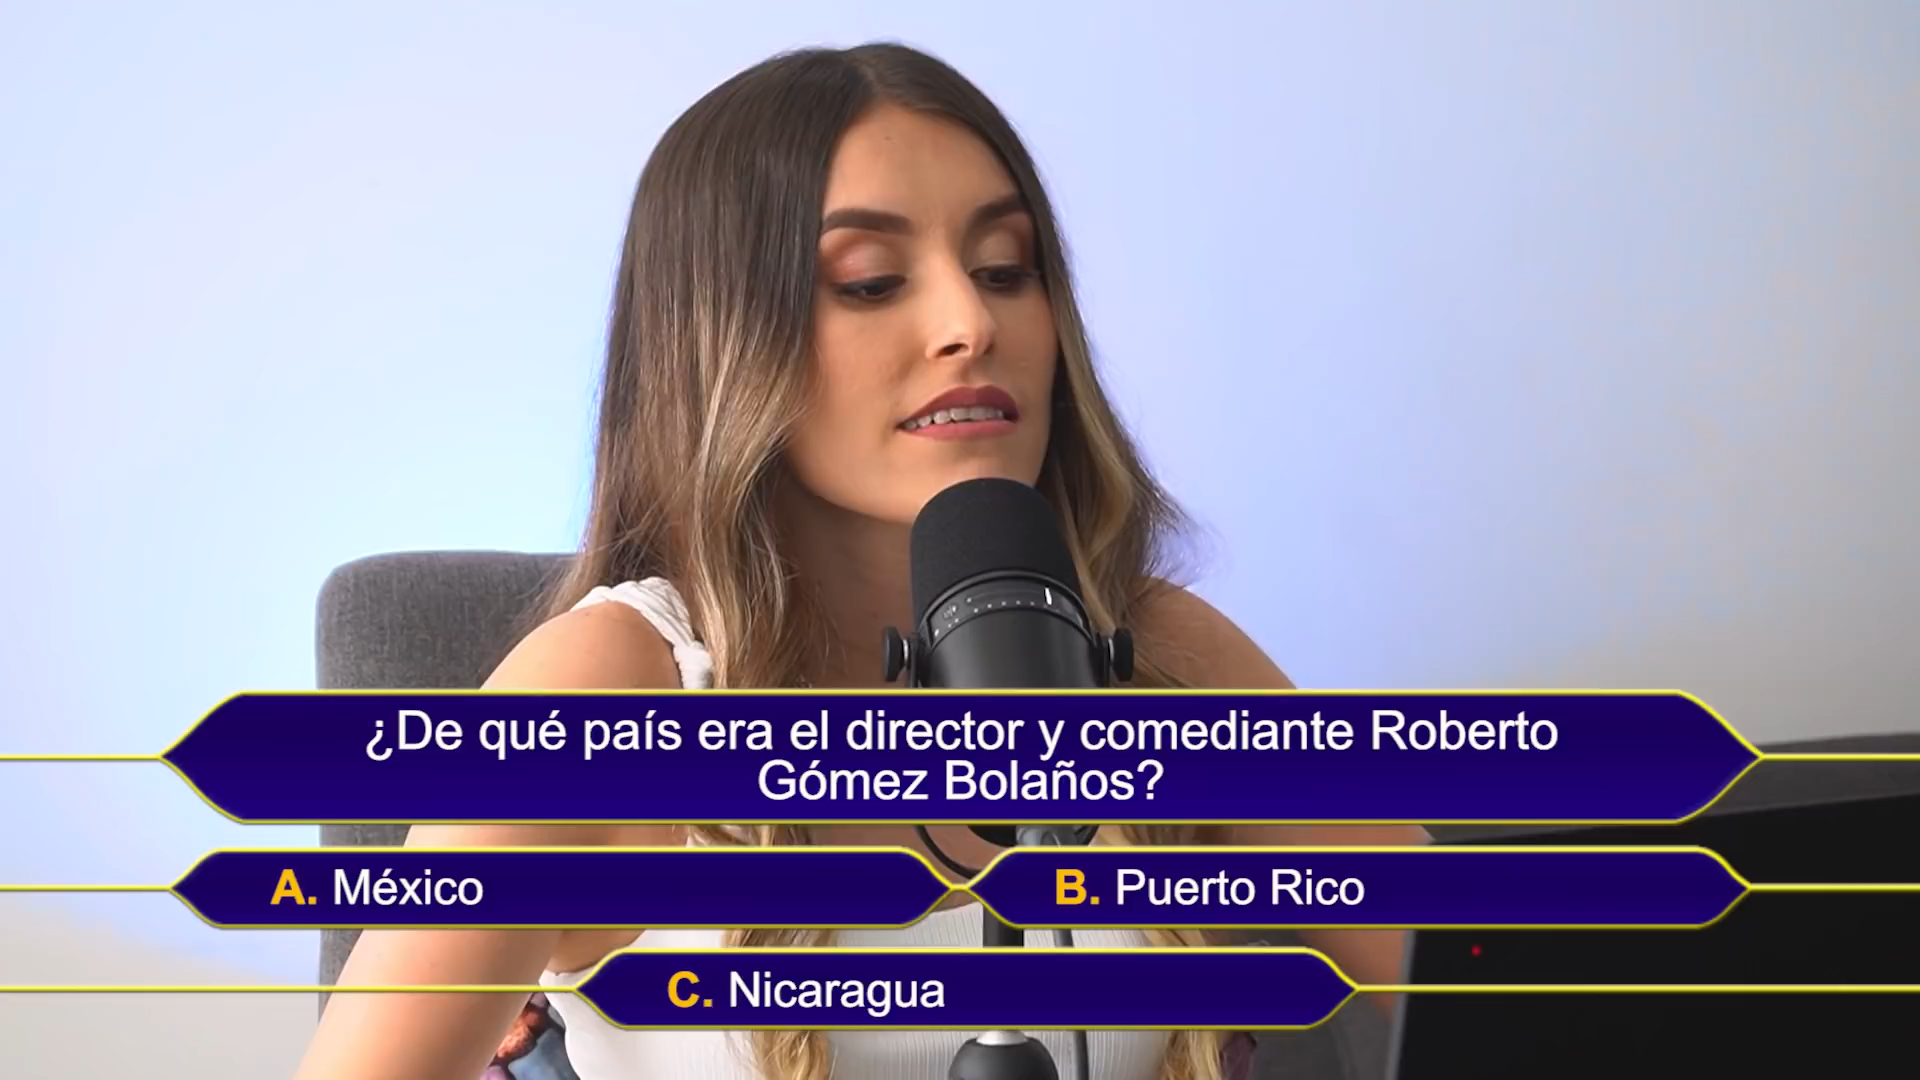 ¿De qué país era el director y comediante Roberto
Gómez Bolaños?
A. México
B. Puerto Rico
C. Nicaragua